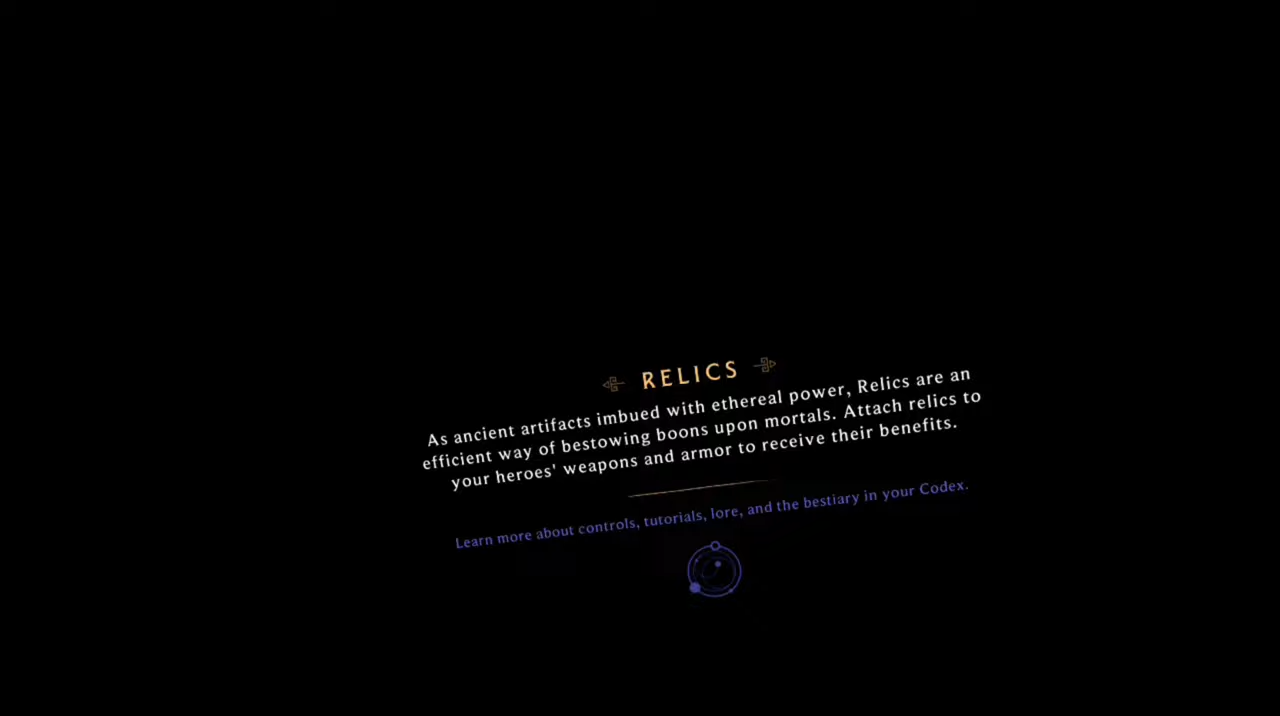 RELICS
As ancient artifacts imbued with ethereal power, Relics are an
efficient way of bestowing boons upon mortals. Attach relics to
your heroes' weapons and armor to receive their benefits.
Learn more about controls, tutorials, lore, and the bestiary in your Codex.